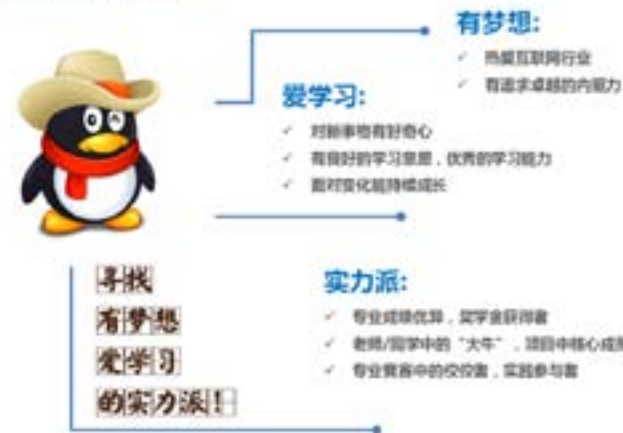 有梦想:
✓ 热爱互联网行业
✓ 有追求卓越的内驱力
爱学习:
✓ 对新事物有好奇心
✓ 有良好的学习意愿，优秀的学习能力
✓ 面对变化能持续成长
寻找
有梦想
爱学习
的实力派！
实力派:
✓ 专业成绩优异，奖学金获得者
✓ 老师/同学中的“大牛”，项目中核心成
✓ 专业竞赛中的佼佼者，实践参与者